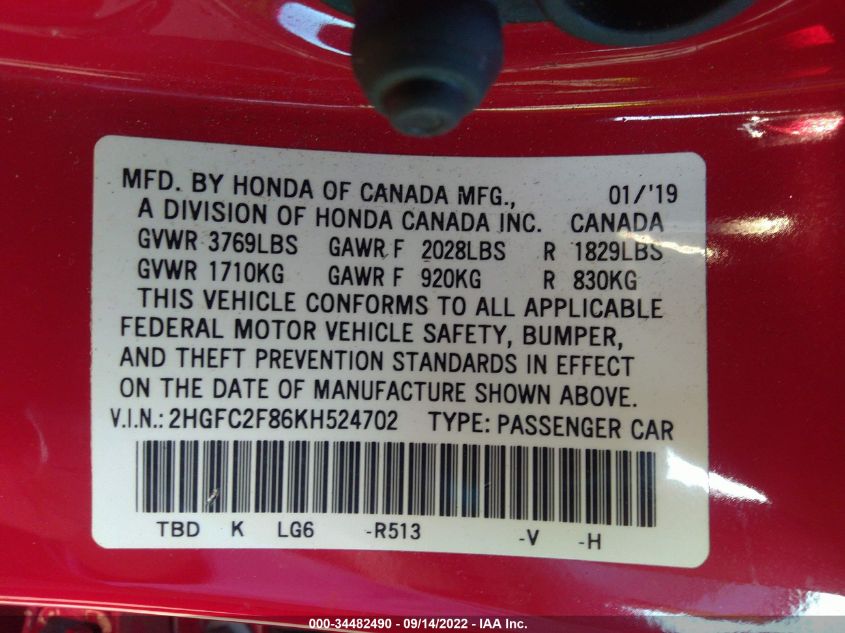 MFD. BY HONDA OF CANADA MFG., 01/'19
A DIVISION OF HONDA CANADA INC. CANADA
GVWR 3769LBS GAWR F 2028LBS R 1829LBS
GVWR 1710KG GAWR F 920KG R 830KG
THIS VEHICLE CONFORMS TO ALL APPLICABLE
FEDERAL MOTOR VEHICLE SAFETY, BUMPER,
AND THEFT PREVENTION STANDARDS IN EFFECT
ON THE DATE OF MANUFACTURE SHOWN ABOVE.
V.I.N.: 2HGFC2F86KH524702 TYPE: PASSENGER CAR
TBD K LG6 -R513 -V -H
000-34482490 - 09/14/2022 - IAA Inc.